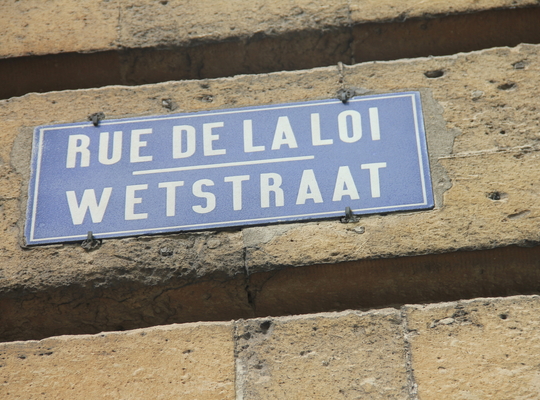 RUE DE LA LOI
WETSTRAAT